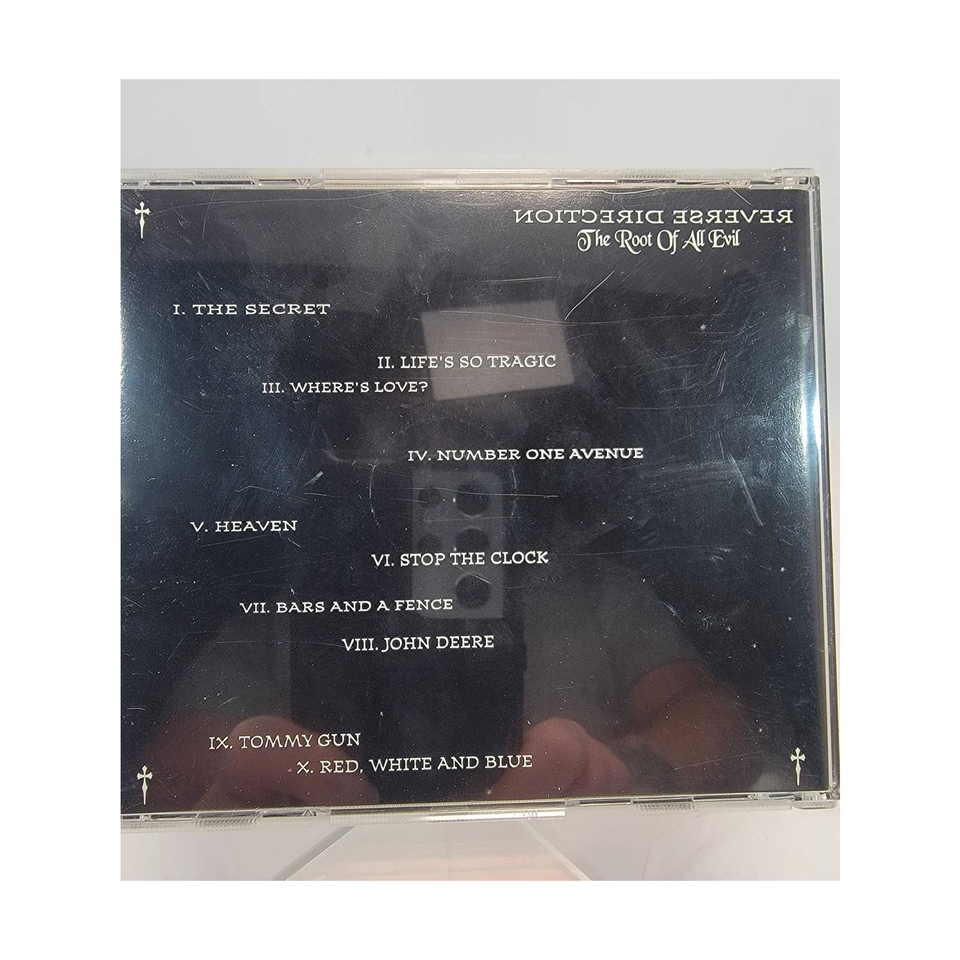 REVERSE DIRECTION
The Root Of All Evil
I. THE SECRET
II. LIFE'S SO TRAGIC
III. WHERE'S LOVE?
IV. NUMBER ONE AVENUE
V. HEAVEN
VI. STOP THE CLOCK
VII. BARS AND A FENCE
VIII. JOHN DEERE
IX. TOMMY GUN
X. RED, WHITE AND BLUE